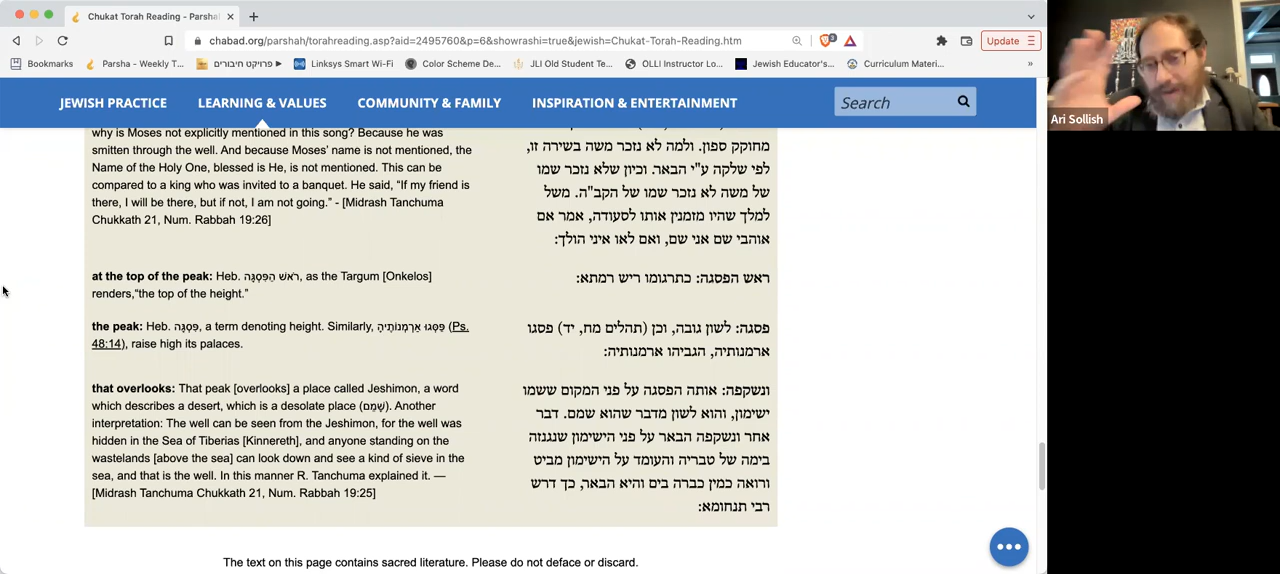 Chukat Torah Reading - Parshah
chabad.org/parshah/torahreading.asp?aid=2495760&p=6&showrashi=true&jewish=Chukat-Torah-Reading.htm
3
Update
Bookmarks
Parsha - Weekly T...
פרוייקט חיבורים
Linksys Smart Wi-Fi
Color Scheme De...
JLI Old Student Te...
OLLI Instructor Lo...
Jewish Educator's...
Curriculum Materi...
»
JEWISH PRACTICE
LEARNING & VALUES
COMMUNITY & FAMILY
INSPIRATION & ENTERTAINMENT
Search
Ari Sollish
why is Moses not explicitly mentioned in this song? Because he was
smitten through the well. And because Moses' name is not mentioned, the
Name of the Holy One, blessed is He, is not mentioned. This can be
compared to a king who was invited to a banquet. He said, "If my friend is
there, I will be there, but if not, I am not going." - [Midrash Tanchuma
Chukkath 21, Num. Rabbah 19:26]
מחוקק ספון. ולמה לא נזכר משה בשירה זו,
לפי שלקה ע"י הבאר. וכיון שלא נזכר שמו
של משה לא נזכר שמו של הקב"ה. משל
למלך שהיו מזמנין אותו לסעודה, אמר אם
אוהבי שם אני שם, ואם לאו איני הולך:
at the top of the peak: Heb. רֹאשׁ הַפִּסְגָּה, as the Targum [Onkelos]
renders,"the top of the height."
ראש הפסגה: כתרגומו ריש רמתא:
the peak: Heb. פִּסְגָּה, a term denoting height. Similarly, פַּסְּגוּ אַרְמְנוֹתֶיהָ (Ps.
48:14), raise high its palaces.
פסגה: לשון גובה, וכן (תהלים מח, יד) פסגו
ארמנותיה, הגביהו ארמנותיה:
that overlooks: That peak [overlooks] a place called Jeshimon, a word
which describes a desert, which is a desolate place (שָׁמֵם). Another
interpretation: The well can be seen from the Jeshimon, for the well was
hidden in the Sea of Tiberias [Kinnereth], and anyone standing on the
wastelands [above the sea] can look down and see a kind of sieve in the
sea, and that is the well. In this manner R. Tanchuma explained it. —
[Midrash Tanchuma Chukkath 21, Num. Rabbah 19:25]
ונשקפה: אותה הפסגה על פני המקום ששמו
ישימון, והוא לשון מדבר שהוא שמם. דבר
אחר ונשקפה הבאר על פני הישימון שנגנזה
בימה של טבריה והעומד על הישימון מביט
ורואה כמין כברה בים והיא הבאר, כך דרש
רבי תנחומא:
The text on this page contains sacred literature. Please do not deface or discard.